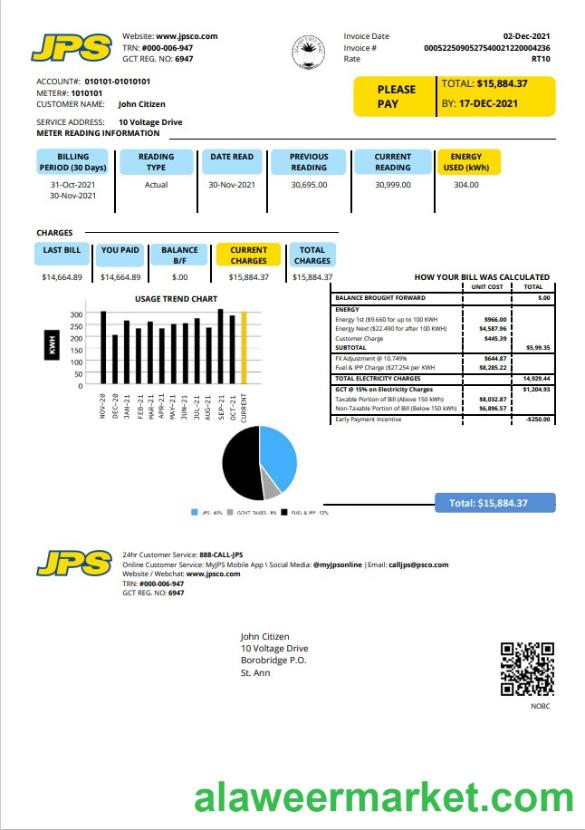 JPS
Website: www.jpsco.com
TRN: #000-006-947
GCT REG. NO: 6947
Invoice Date 02-Dec-2021
Invoice # 00052250905275400221220004236
Rate RT10
ACCOUNT#: 010101-01010101
METER#: 1010101
CUSTOMER NAME: John Citizen
SERVICE ADDRESS: 10 Voltage Drive
PLEASE PAY
TOTAL: $15,884.37
BY: 17-DEC-2021
METER READING INFORMATION
BILLING PERIOD (30 Days) READING TYPE DATE READ PREVIOUS READING CURRENT READING ENERGY USED (kWh)
31-Oct-2021 Actual 30-Nov-2021 30,695.00 30,999.00 304.00
30-Nov-2021
CHARGES
LAST BILL YOU PAID BALANCE B/F CURRENT CHARGES TOTAL CHARGES
$14,664.89 $14,664.89 $.00 $15,884.37 $15,884.37
HOW YOUR BILL WAS CALCULATED
UNIT COST TOTAL
BALANCE BROUGHT FORWARD $.00
ENERGY
Energy 1st ($9.660 for up to 100 KWH $966.00
Energy Next ($22.490 for after 100 KWH) $4,587.96
Customer Charge $445.39
SUBTOTAL $5,99.35
FX Adjustment @ 10.749% $644.87
Fuel & IPP Charge ($27.254 per KWH $8,285.22
TOTAL ELECTRICITY CHARGES 14,929.44
GCT @ 15% on Electricity Charges $1,204.93
Taxable Portion of Bill (Above 150 kWh) $8,032.87
Non-Taxable Portion of Bill (Below 150 kWh) $6,896.57
Early Payment Incentive -$250.00
USAGE TREND CHART
KWH
300
250
200
150
100
50
0
NOV-20 DEC-20 JAN-21 FEB-21 MAR-21 APR-21 MAY-21 JUN-21 JUL-21 AUG-21 SEP-21 OCT-21 CURRENT
JPS - 40% GOVT. TAXES - 8% FUEL & IPP - 52%
Total: $15,884.37
JPS
24hr Customer Service: 888-CALL-JPS
Online Customer Service: MyJPS Mobile App \ Social Media: @myjpsonline |Email: calljps@psco.com
Website / Webchat: www.jpsco.com
TRN: #000-006-947
GCT REG. NO: 6947
John Citizen
10 Voltage Drive
Borobridge P.O.
St. Ann
NOBC
alaweermarket.com